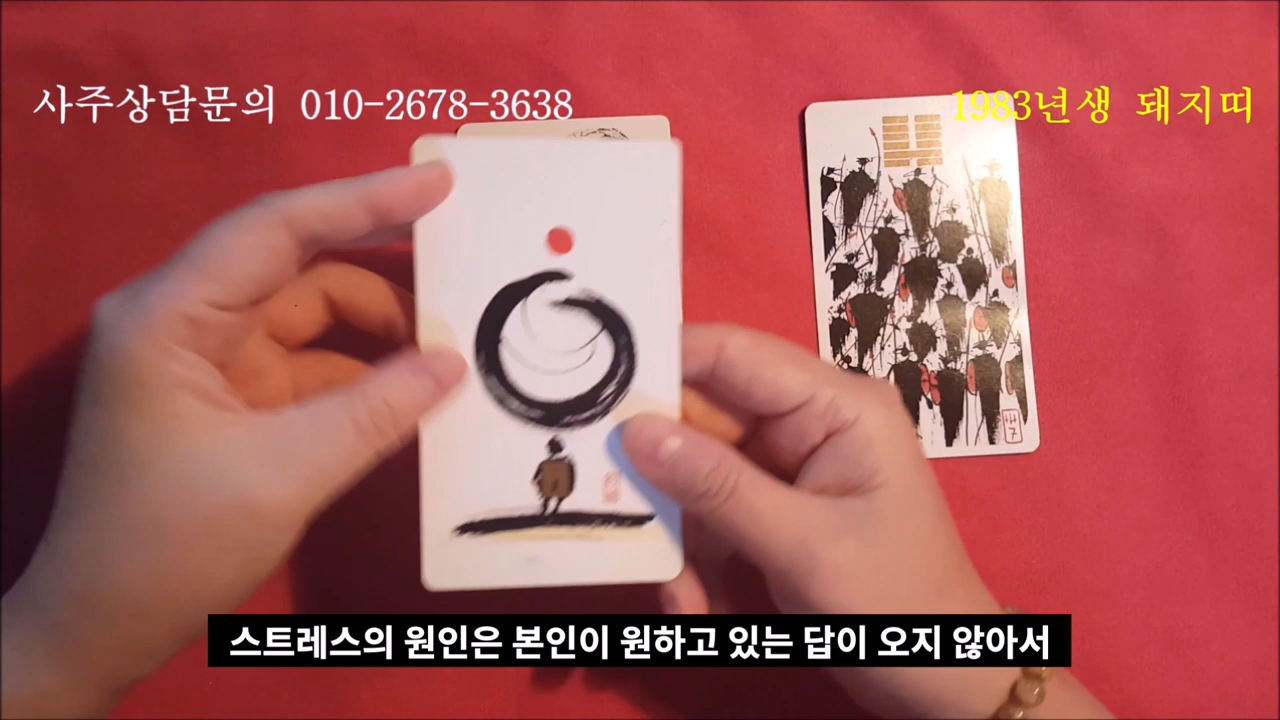 사주상담문의 010-2678-3638
1983년생 돼지띠
스트레스의 원인은 본인이 원하고 있는 답이 오지 않아서